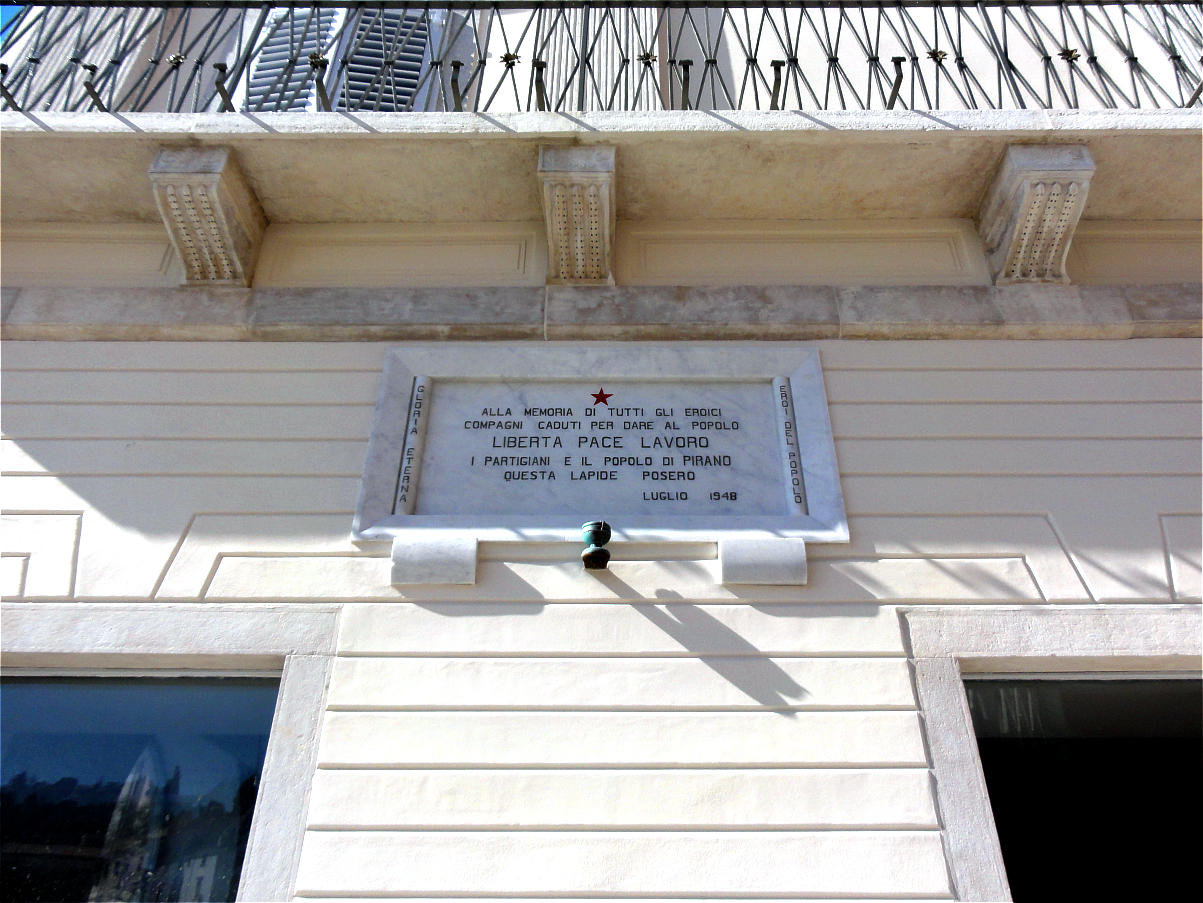 GLORIA ETERNA
ALLA MEMORIA DI TUTTI GLI EROICI
COMPAGNI CADUTI PER DARE AL POPOLO
LIBERTA PACE LAVORO
I PARTIGIANI E IL POPOLO DI PIRANO
QUESTA LAPIDE POSERO
LUGLIO 1948
EROI DEL POPOLO